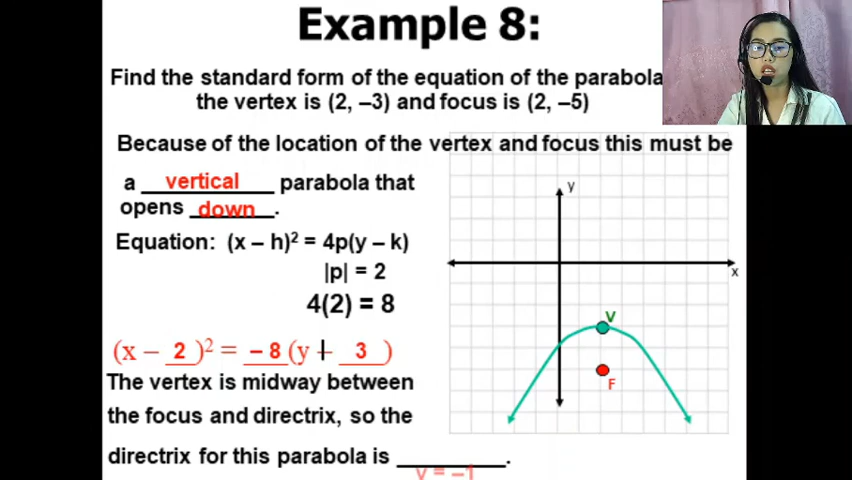 Example 8:
Find the standard form of the equation of the parabola
the vertex is (2, –3) and focus is (2, –5)
Because of the location of the vertex and focus this must be
a vertical parabola that
opens down.
Equation: (x – h)² = 4p(y – k)
|p| = 2
4(2) = 8
(x – 2)² = – 8 (y + 3)
The vertex is midway between
the focus and directrix, so the
directrix for this parabola is ________.
y = –1
y
x
V
F